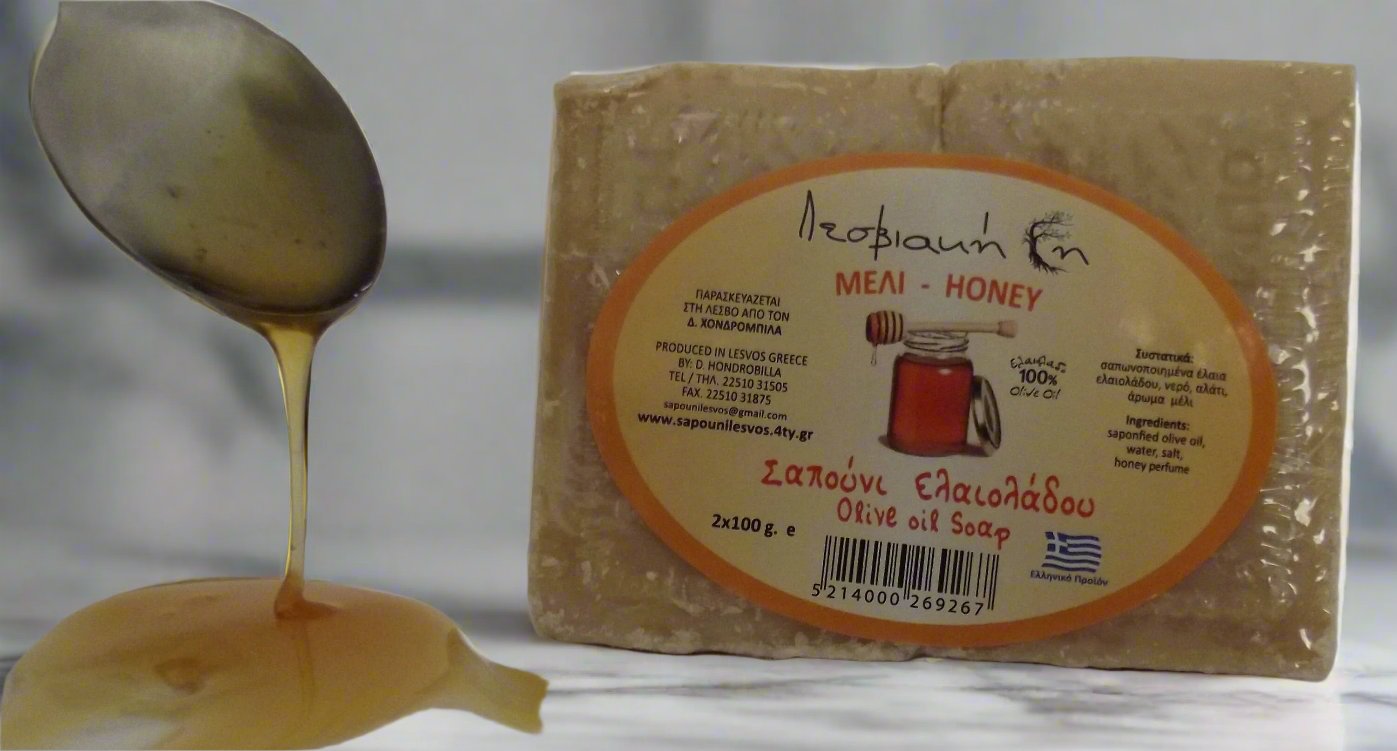 Λεσβιακή Γη
ΜΕΛΙ - HONEY
ΠΑΡΑΣΚΕΥΑΖΕΤΑΙ
ΣΤΗ ΛΕΣΒΟ ΑΠΟ ΤΟΝ
Δ. ΧΟΝΔΡΟΜΠΙΛΑ
PRODUCED IN LESVOS GREECE
BY: D. HONDROBILLA
TEL / ΤΗΛ. 22510 31505
FAX. 22510 31875
sapounilesvos@gmail.com
www.sapounilesvos.4ty.gr
100%
Olive Oil
Συστατικά:
σαπωνοποιημένα έλαια
ελαιολάδου, νερό, αλάτι,
άρωμα μέλι
Ingredients:
saponfied olive oil,
water, salt,
honey perfume
Σαπούνι ελαιολάδου
Olive oil Soap
2x100 g. e
5 214000 269267
Ελληνικό Προϊόν